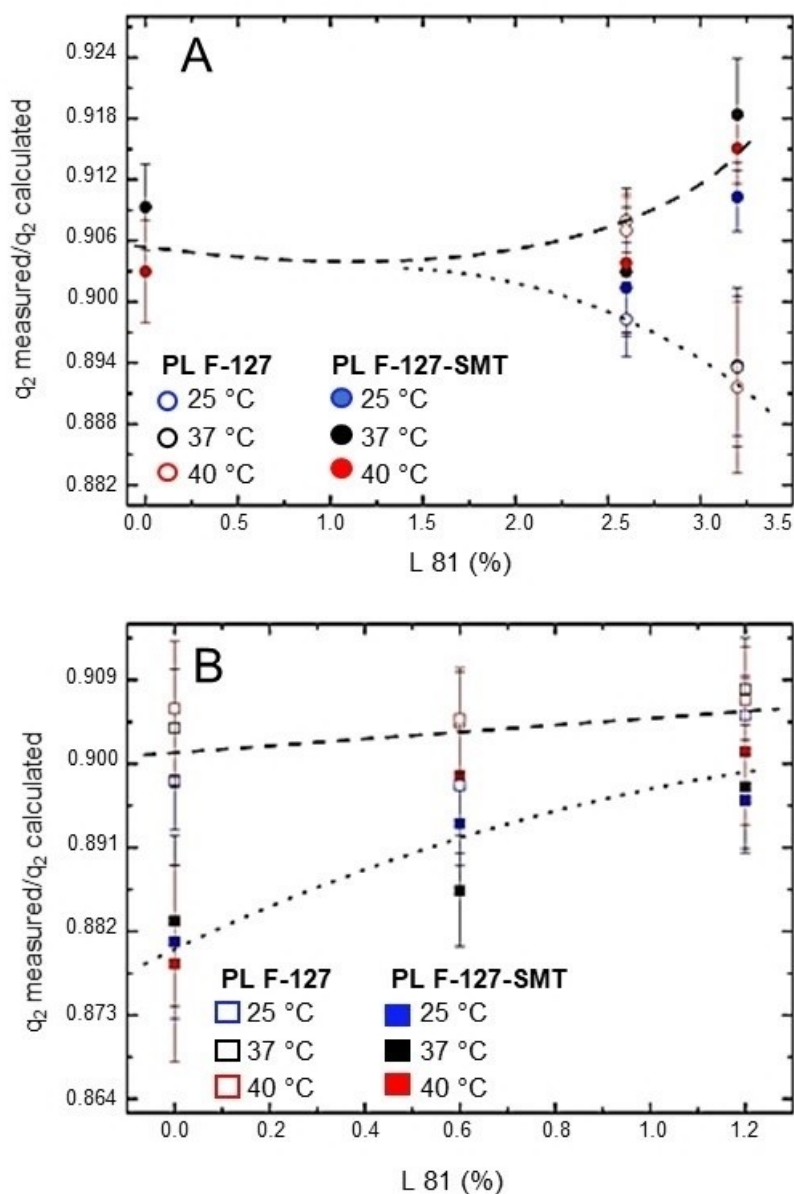 A
q₂ measured/q₂ calculated
0.924
0.918
0.912
0.906
0.900
0.894
0.888
0.882
PL F-127 PL F-127-SMT
25 °C 25 °C
37 °C 37 °C
40 °C 40 °C
0.0 0.5 1.0 1.5 2.0 2.5 3.0 3.5
L 81 (%)
B
q₂ measured/q₂ calculated
0.909
0.900
0.891
0.882
0.873
0.864
PL F-127 PL F-127-SMT
25 °C 25 °C
37 °C 37 °C
40 °C 40 °C
0.0 0.2 0.4 0.6 0.8 1.0 1.2
L 81 (%)